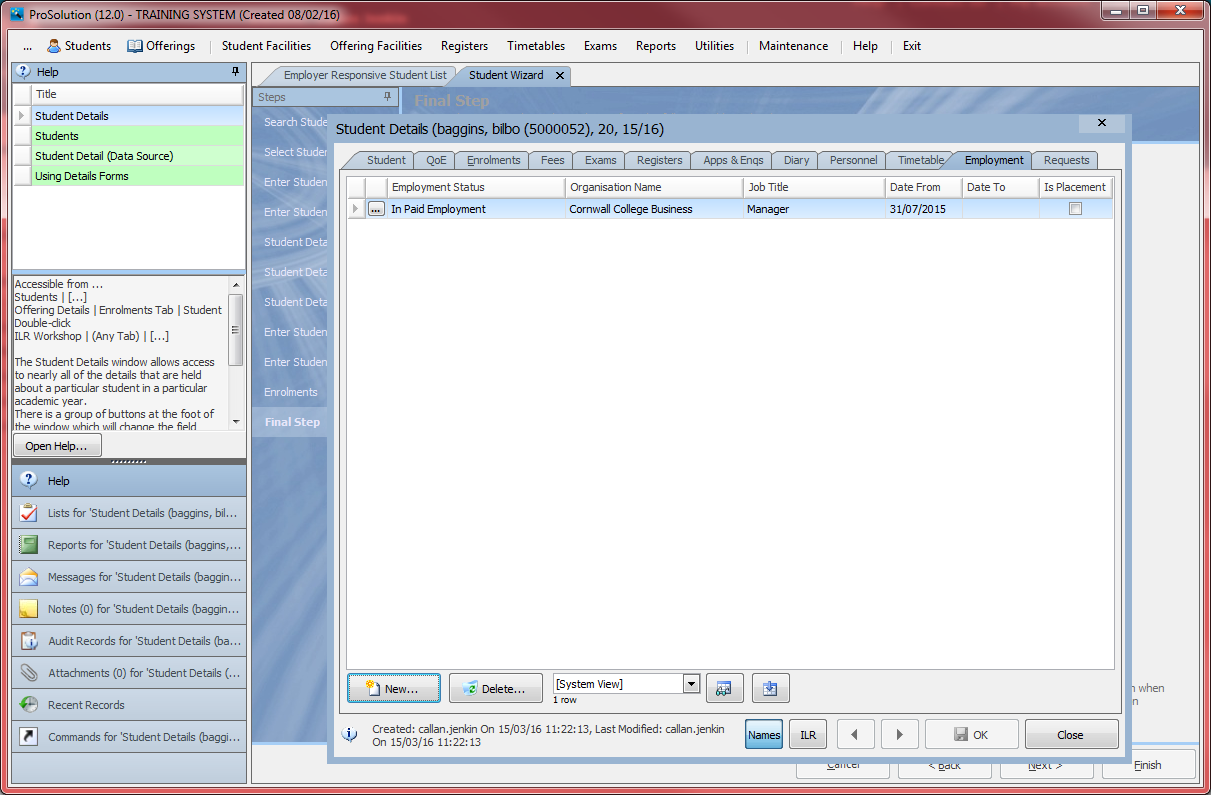 ProSolution (12.0) - TRAINING SYSTEM (Created 08/02/16)
... Students Offerings Student Facilities Offering Facilities Registers Timetables Exams Reports Utilities Maintenance Help Exit
Help
Title
Student Details
Students
Student Detail (Data Source)
Using Details Forms
Accessible from ...
Students | [...]
Offering Details | Enrolments Tab | Student
Double-click
ILR Workshop | (Any Tab) | [...]
The Student Details window allows access
to nearly all of the details that are held
about a particular student in a particular
academic year.
There is a group of buttons at the foot of
the window which will change the field
Open Help...
Help
Lists for 'Student Details (baggins, bil...
Reports for 'Student Details (baggins,...
Messages for 'Student Details (baggin...
Notes (0) for 'Student Details (baggin...
Audit Records for 'Student Details (ba...
Attachments (0) for 'Student Details (...
Recent Records
Commands for 'Student Details (baggi...
Employer Responsive Student List Student Wizard
Steps
Final Step
Search Stude
Select Studen
Enter Studen
Enter Studen
Student Deta
Student Deta
Student Deta
Enter Studen
Enter Studen
Enrolments
Final Step
Student Details (baggins, bilbo (5000052), 20, 15/16)
Student QoE Enrolments Fees Exams Registers Apps & Enqs Diary Personnel Timetable Employment Requests
Employment Status Organisation Name Job Title Date From Date To Is Placement
... In Paid Employment Cornwall College Business Manager 31/07/2015
New... Delete... [System View]
1 row
Created: callan.jenkin On 15/03/16 11:22:13, Last Modified: callan.jenkin
On 15/03/16 11:22:13
Names ILR OK Close
n when
n
Cancel < Back Next > Finish